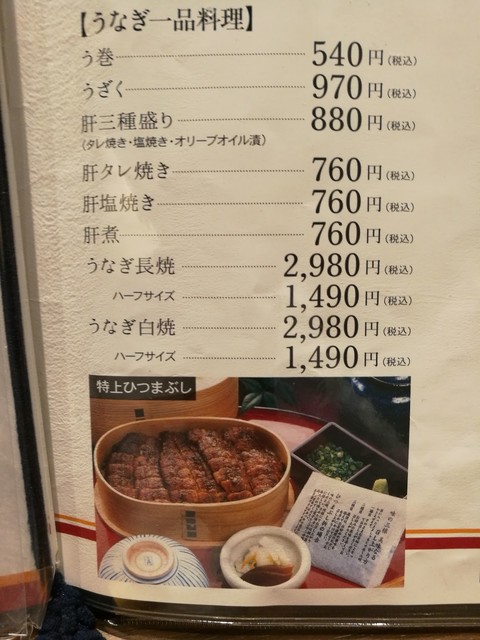 【うなぎ一品料理】
う巻 540円(税込)
うざく 970円(税込)
肝三種盛り 880円(税込)
(タレ焼き・塩焼き・オリーブオイル漬)
肝タレ焼き 760円(税込)
肝塩焼き 760円(税込)
肝煮 760円(税込)
うなぎ長焼 2,980円(税込)
ハーフサイズ 1,490円(税込)
うなぎ白焼 2,980円(税込)
ハーフサイズ 1,490円(税込)
特上ひつまぶし